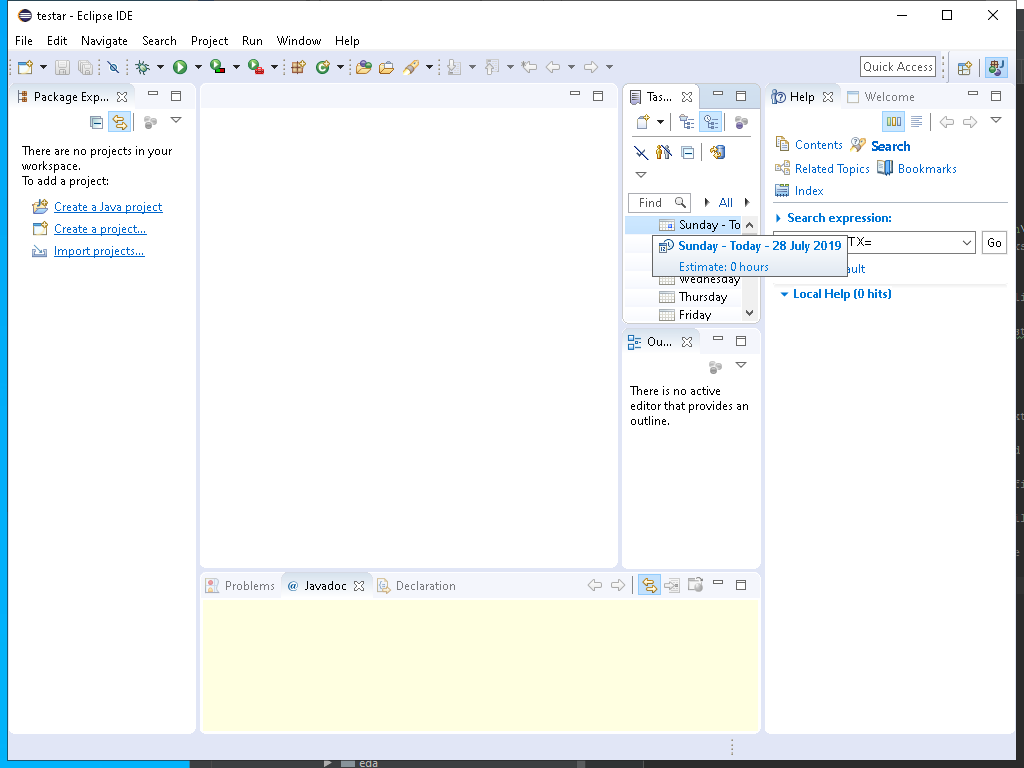 testar - Eclipse IDE
File Edit Navigate Search Project Run Window Help
Quick Access
Package Exp...
There are no projects in your
workspace.
To add a project:
Create a Java project
Create a project...
Import projects...
Tas...
Find
All
Sunday - To
Sunday - Today - 28 July 2019
Estimate: 0 hours
Wednesday
Thursday
Friday
Ou...
There is no active
editor that provides an
outline.
Help
Welcome
Contents
Search
Related Topics
Bookmarks
Index
Search expression:
TX=
Go
ault
Local Help (0 hits)
Problems
@ Javadoc
Declaration
eda